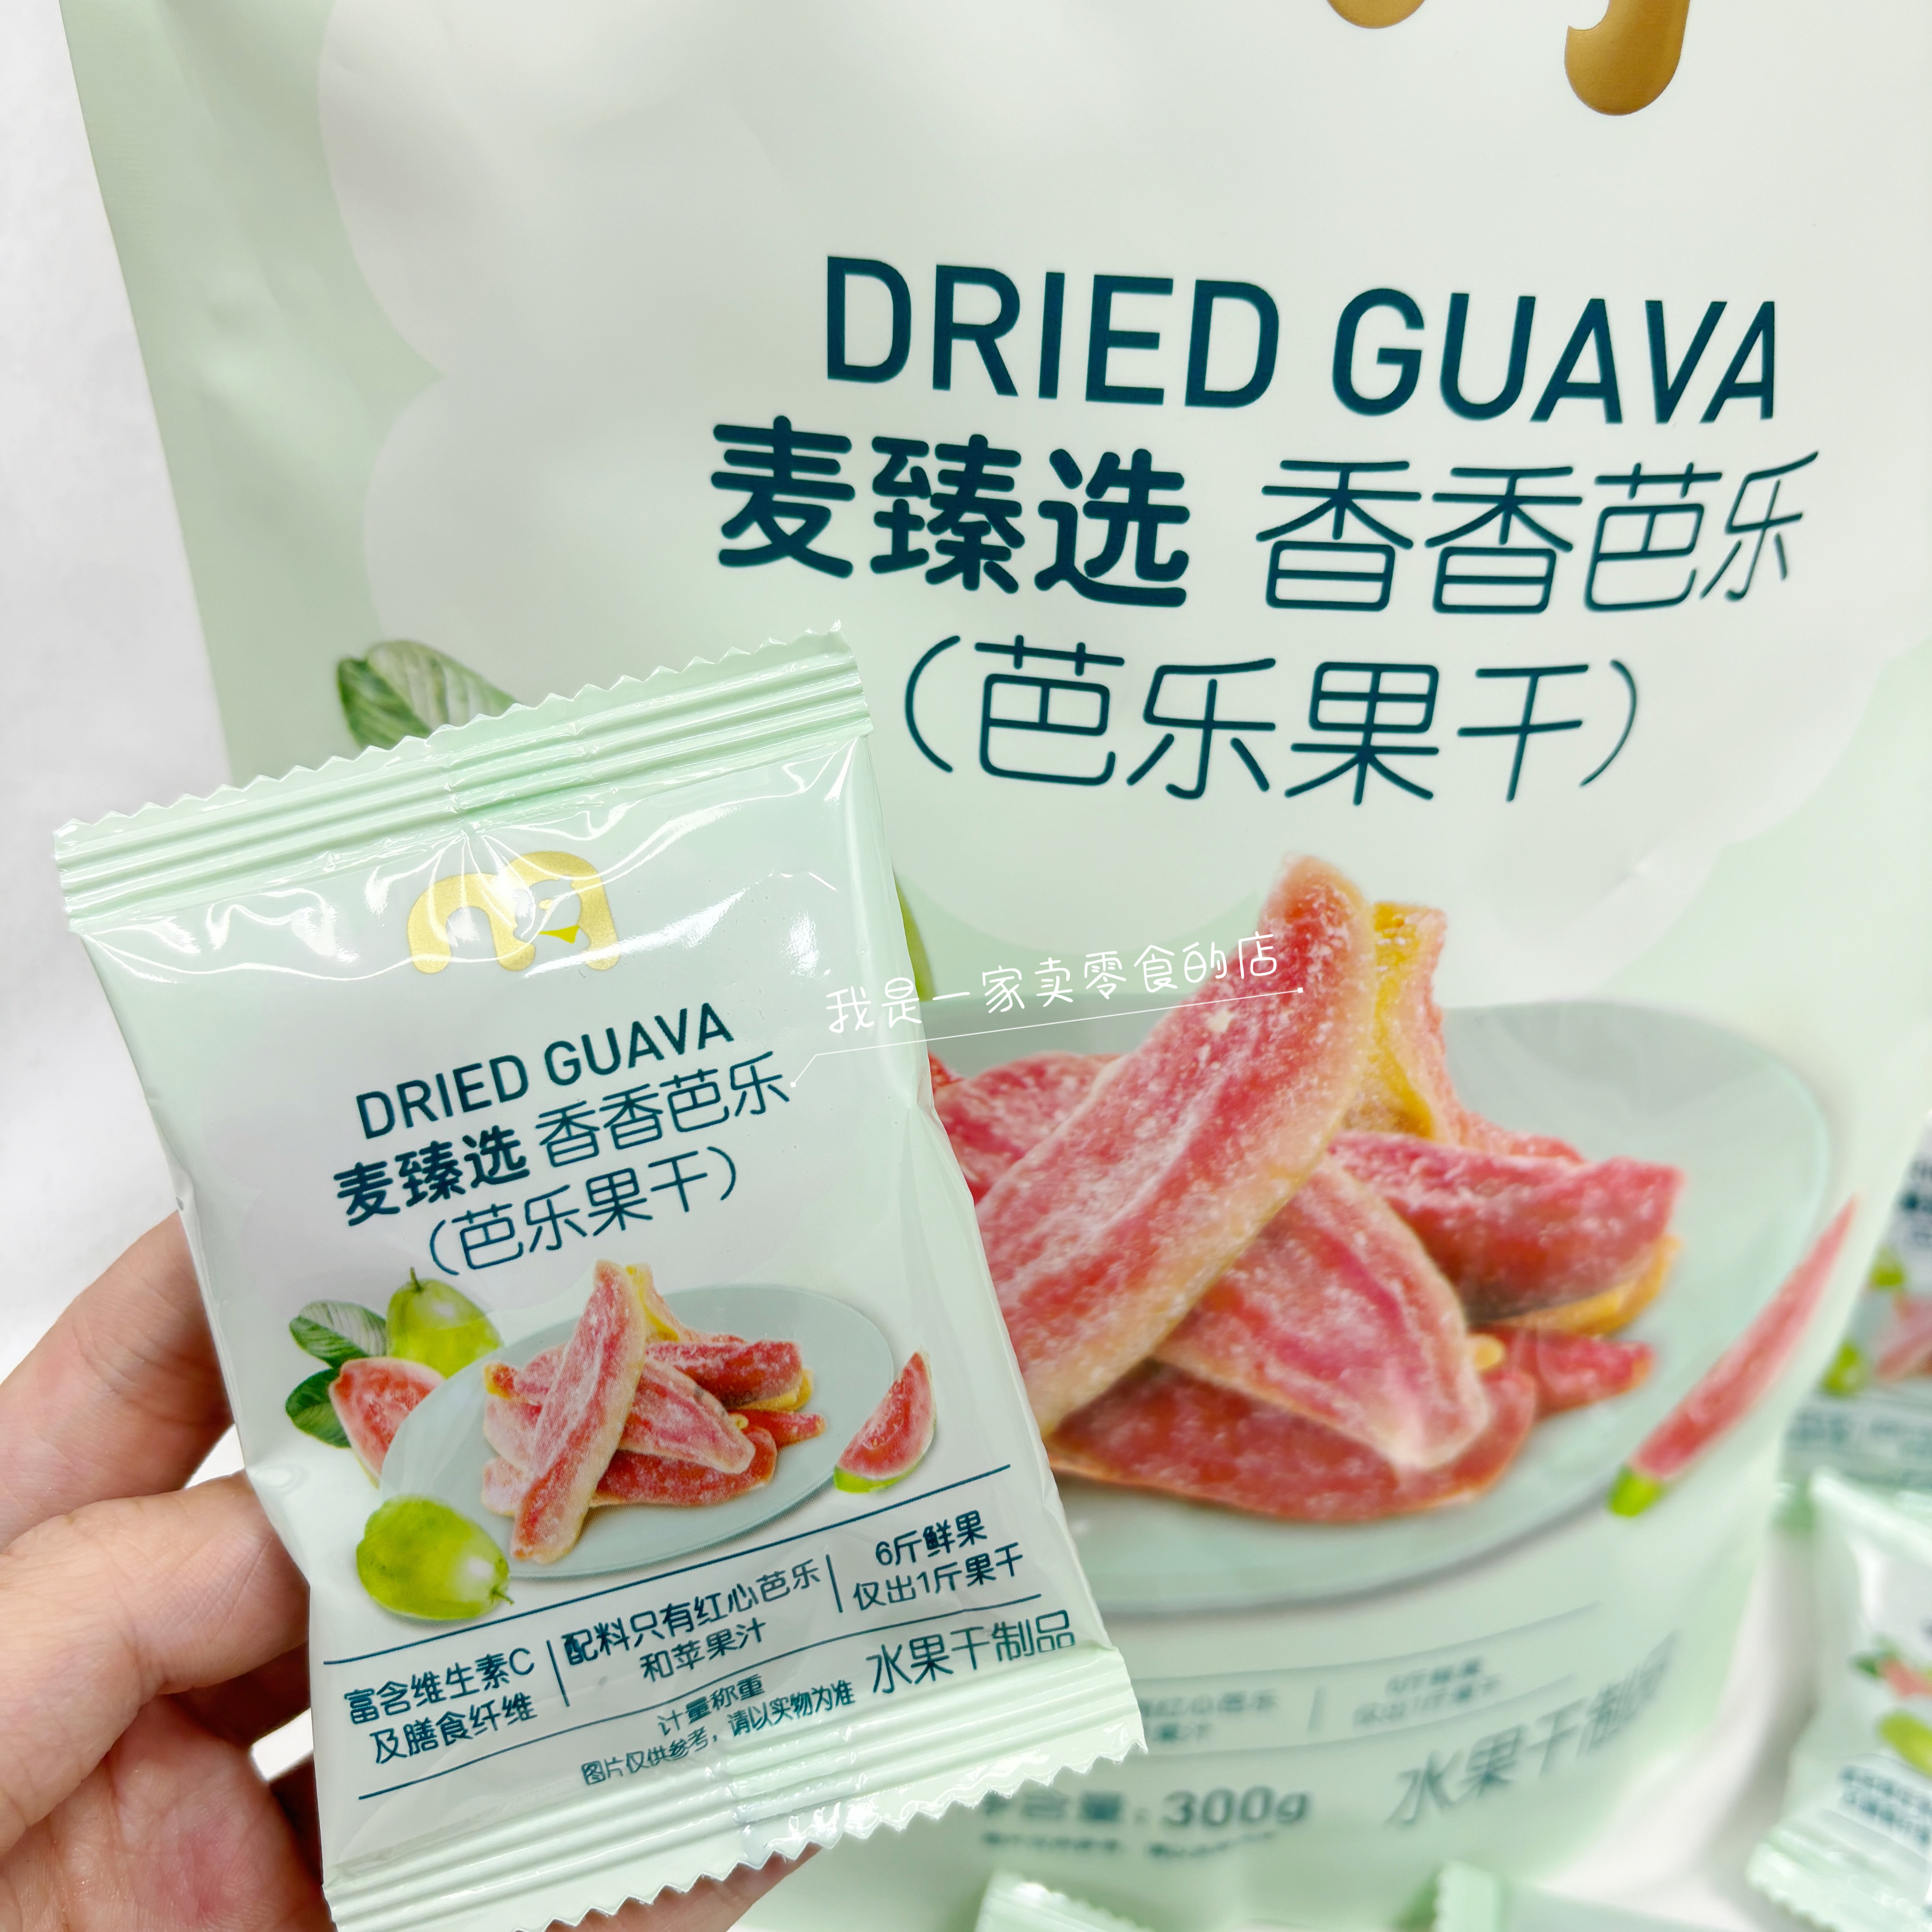 DRIED GUAVA
麦臻选 香香芭乐
（芭乐果干）
我是一家卖零食的店
DRIED GUAVA
麦臻选 香香芭乐
（芭乐果干）
富含维生素C
及膳食纤维
配料只有红心芭乐
和苹果汁
6斤鲜果
仅出1斤果干
计量称重
图片仅供参考，请以实物为准
水果干制品
水果干制品
300g